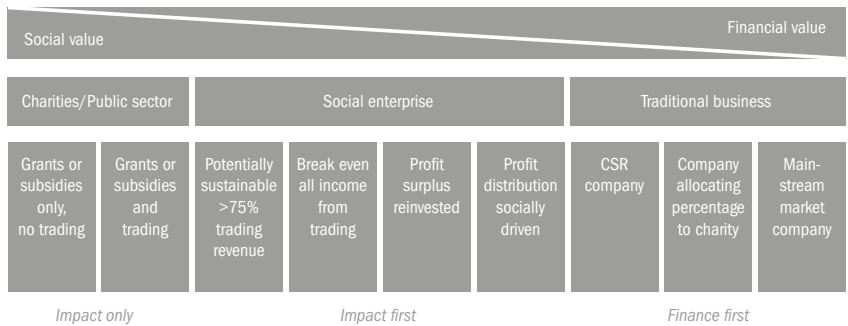 Financial value
Social value
Charities/Public sector
Social enterprise
Traditional business
Grants or
subsidies
only,
no trading
Grants or
subsidies
and
trading
Potentially
sustainable
>75%
trading
revenue
Break even
all income
from
trading
Profit
surplus
reinvested
Profit
distribution
socially
driven
CSR
company
Company
allocating
percentage
to charity
Main-
stream
market
company
Impact only
Impact first
Finance first